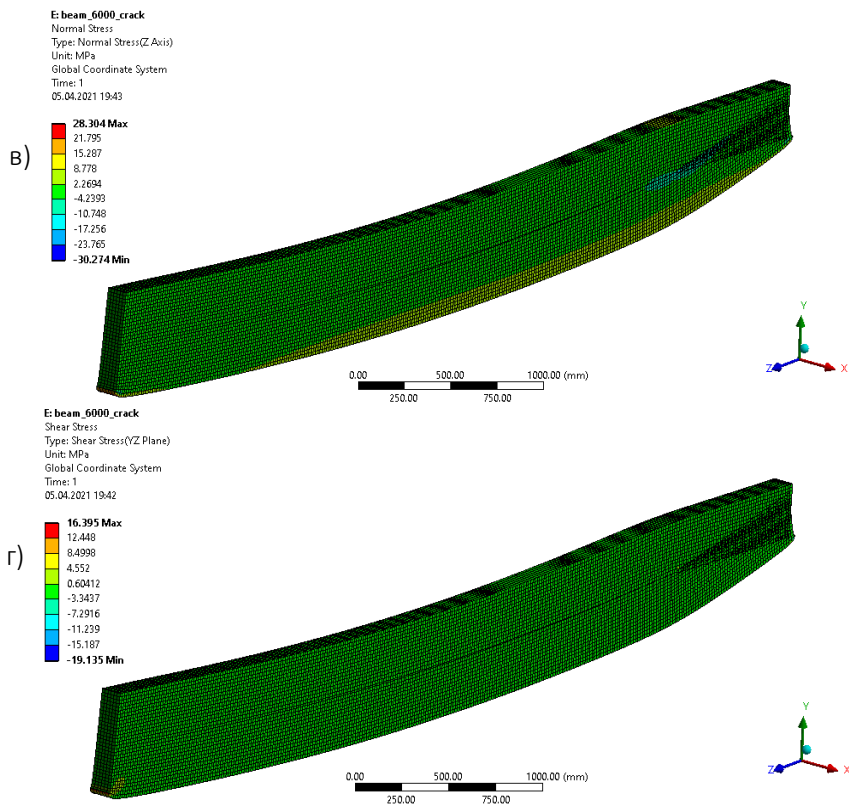 E: beam_6000_crack
Normal Stress
Type: Normal Stress(Z Axis)
Unit: MPa
Global Coordinate System
Time: 1
05.04.2021 19:43
в)
28.304 Max
21.795
15.287
8.778
2.2694
-4.2393
-10.748
-17.256
-23.765
-30.274 Min
Y
Z
X
0.00 500.00 1000.00 (mm)
250.00 750.00
E: beam_6000_crack
Shear Stress
Type: Shear Stress(YZ Plane)
Unit: MPa
Global Coordinate System
Time: 1
05.04.2021 19:42
г)
16.395 Max
12.448
8.4998
4.552
0.60412
-3.3437
-7.2916
-11.239
-15.187
-19.135 Min
Y
Z
X
0.00 500.00 1000.00 (mm)
250.00 750.00